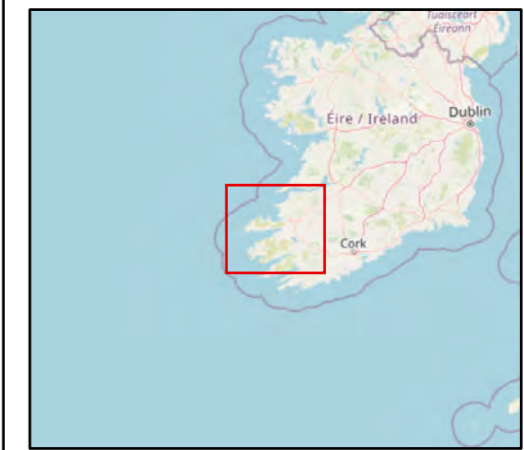 Tuaisceart
Éireann
Dublin
Éire / Ireland
Cork